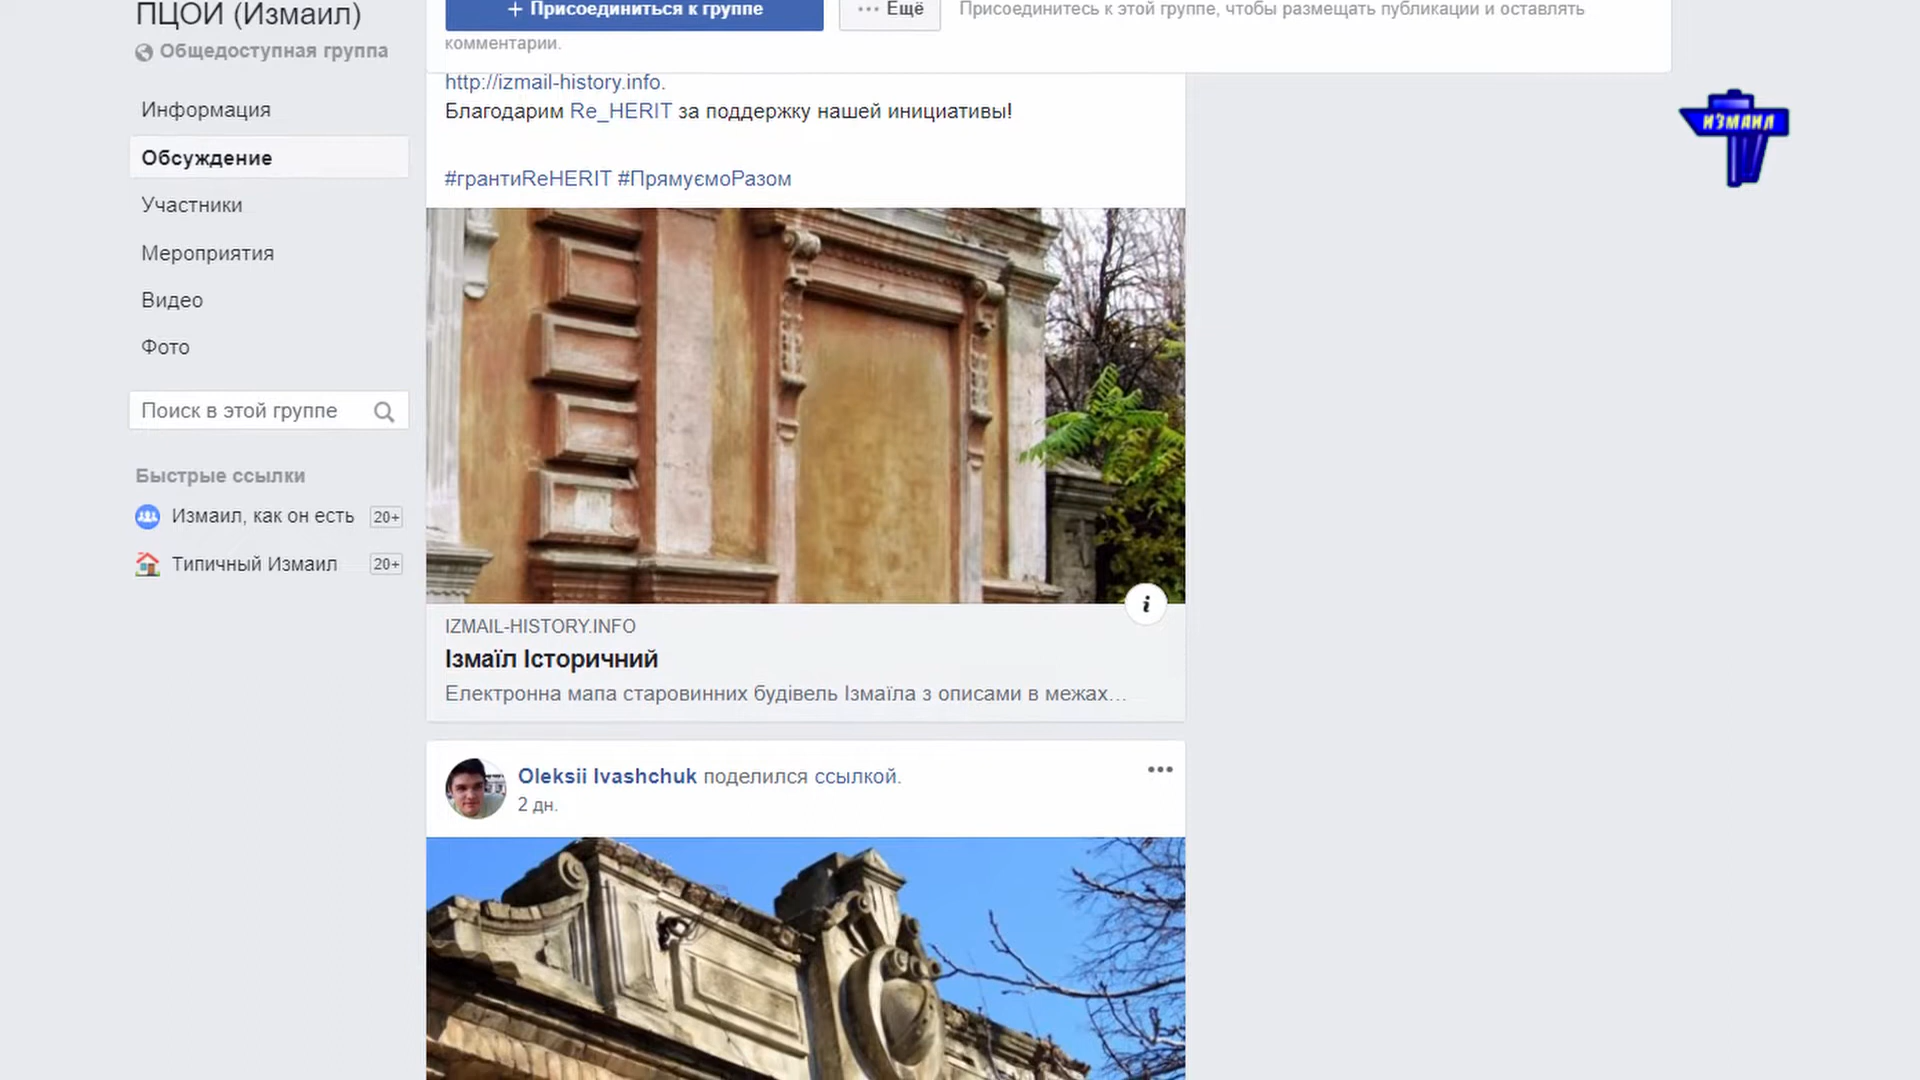 ПЦОИ (Измаил)
Общедоступная группа
Информация
Обсуждение
Участники
Мероприятия
Видео
Фото
Поиск в этой группе
Быстрые ссылки
Измаил, как он есть 20+
Типичный Измаил 20+
+ Присоединиться к группе
••• Ещё
Присоединитесь к этой группе, чтобы размещать публикации и оставлять
комментарии.
http://izmail-history.info.
Благодарим Re_HERIT за поддержку нашей инициативы!
#грантиReHERIT #ПрямуємоРазом
IZMAIL-HISTORY.INFO
Ізмаїл Історичний
Електронна мапа старовинних будівель Ізмаїла з описами в межах...
Oleksii Ivashchuk поделился ссылкой.
2 дн.
ИЗМАИЛ